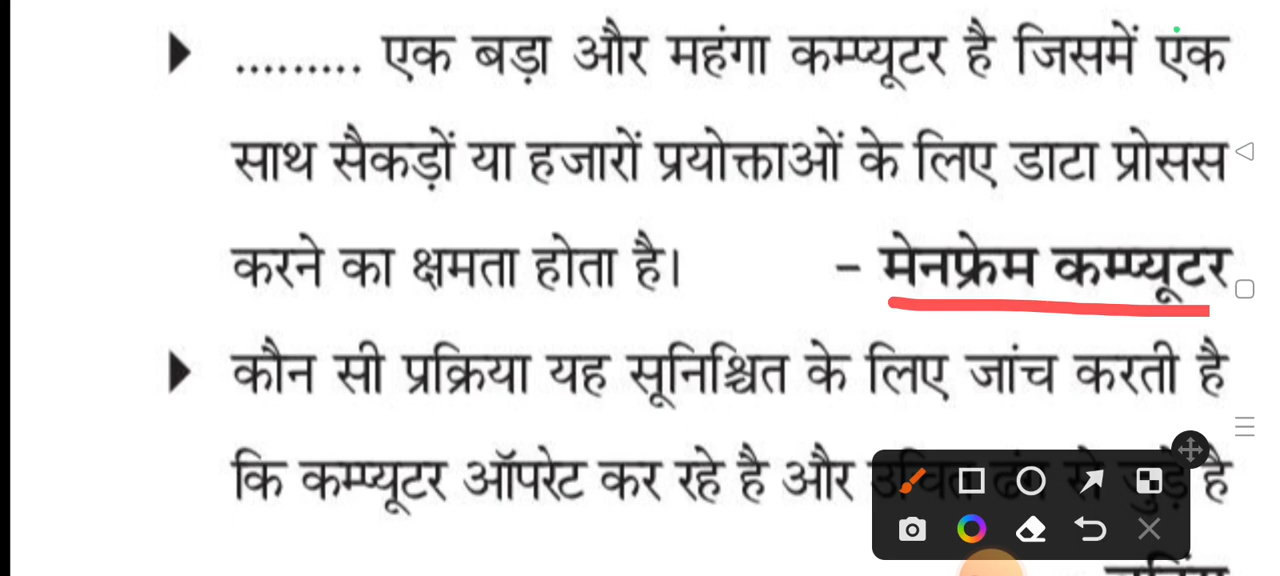 ......... एक बड़ा और महंगा कम्प्यूटर है जिसमें एक
साथ सैकड़ों या हजारों प्रयोक्ताओं के लिए डाटा प्रोसस
करने का क्षमता होता है। – मेनफ्रेम कम्प्यूटर
कौन सी प्रक्रिया यह सूनिश्चित के लिए जांच करती है
कि कम्प्यूटर ऑपरेट कर रहे है और उचित ढंग से जुड़े है